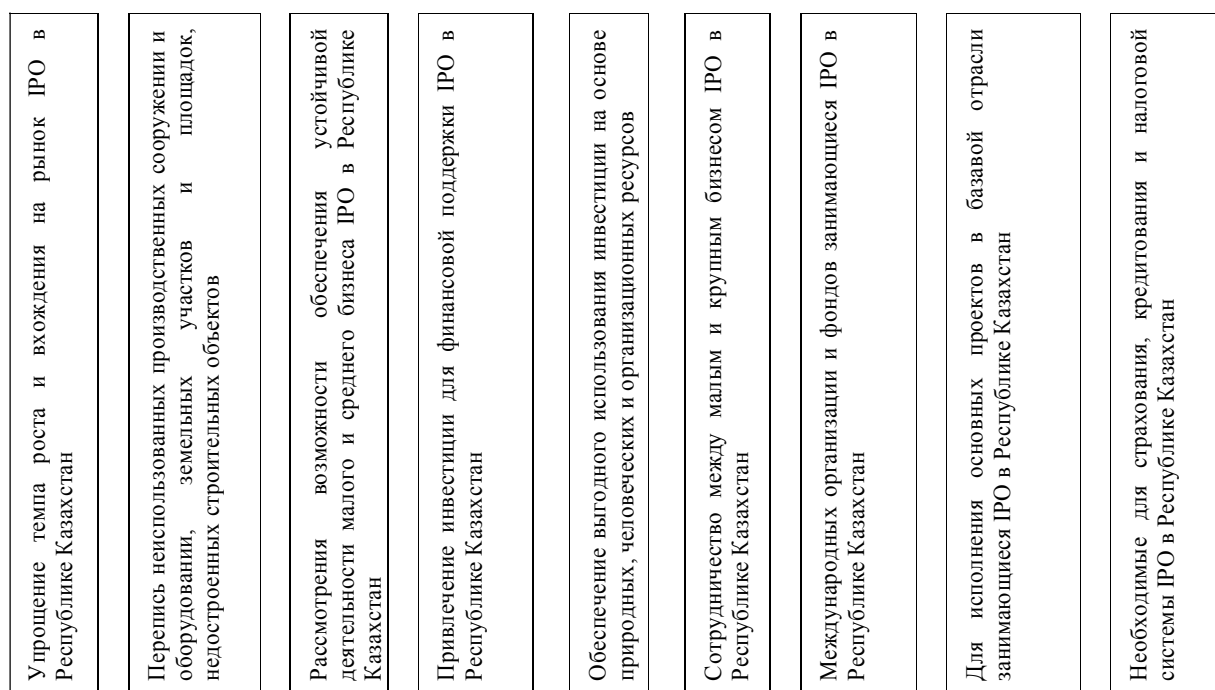 Упрощение темпа роста и вхождения на рынок IPO в
Республике Казахстан
Перепись неиспользованных производственных сооружении и
оборудовании, земельных участков и площадок,
недостроенных строительных объектов
Рассмотрения возможности обеспечения устойчивой
деятельности малого и среднего бизнеса IPO в Республике
Казахстан
Привлечение инвестиции для финансовой поддержки IPO в
Республике Казахстан
Обеспечение выгодного использования инвестиции на основе
природных, человеческих и организационных ресурсов
Сотрудничество между малым и крупным бизнесом IPO в
Республике Казахстан
Международных организации и фондов занимающиеся IPO в
Республике Казахстан
Для исполнения основных проектов в базавой отрасли
занимающиеся IPO в Республике Казахстан
Необходимые для страхования, кредитования и налоговой
системы IPO в Республике Казахстан